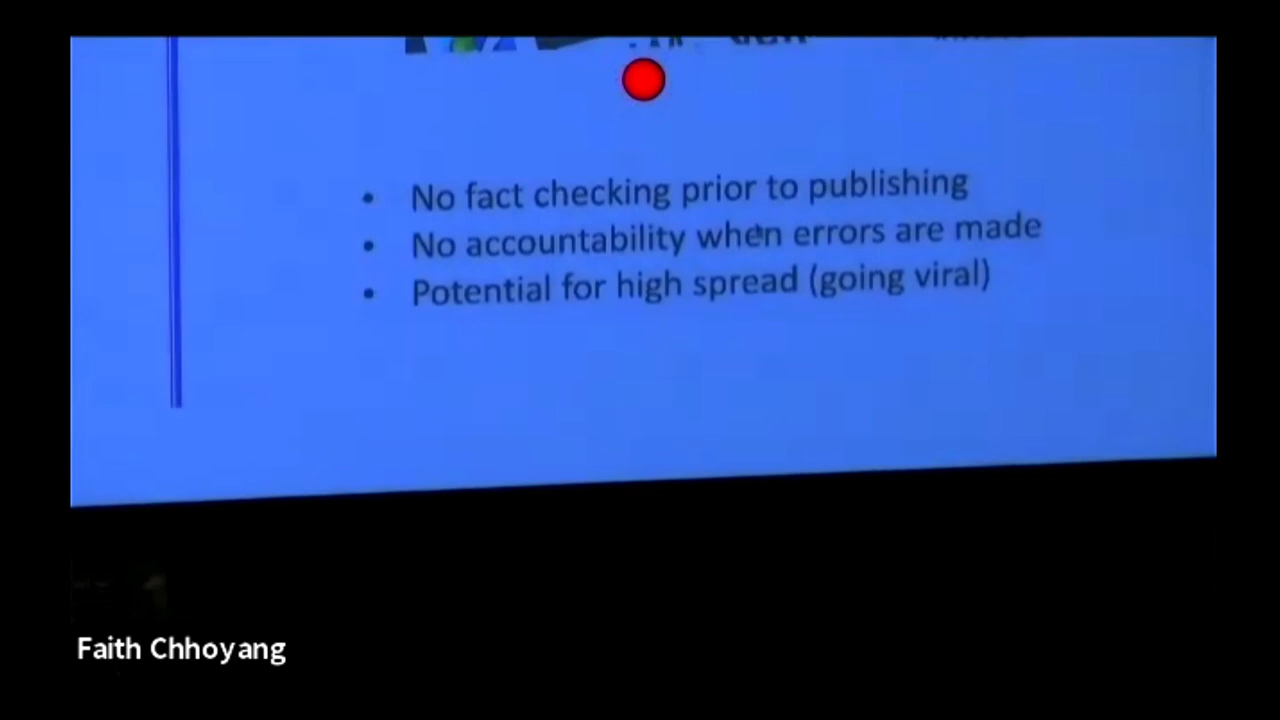 • No fact checking prior to publishing
• No accountability when errors are made
• Potential for high spread (going viral)
Faith Chhoyang